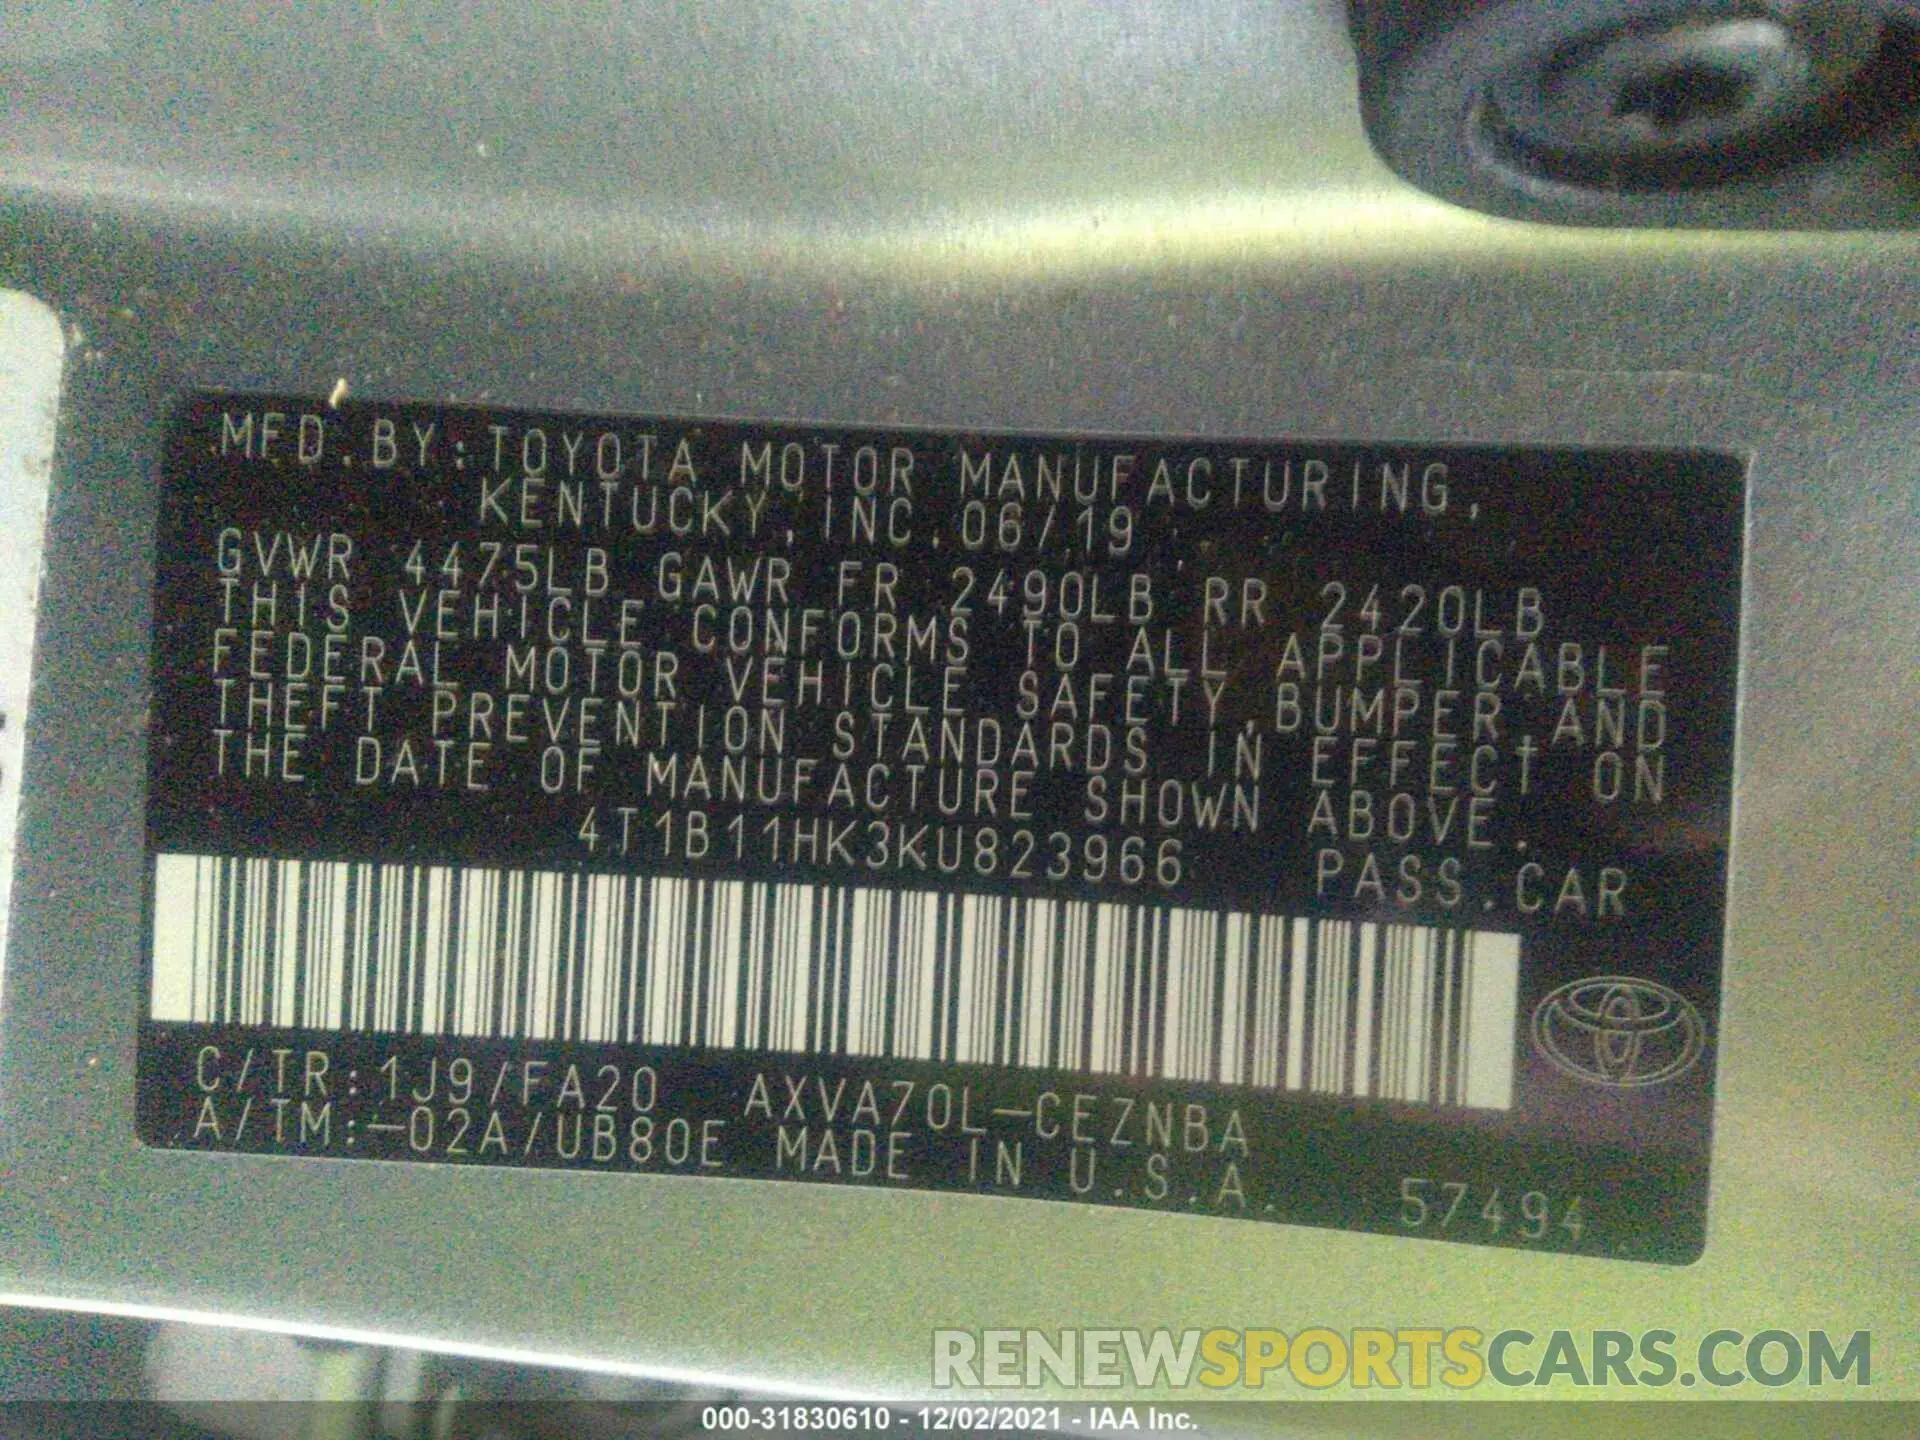 MFD.BY:TOYOTA MOTOR MANUFACTURING,
KENTUCKY, INC. 06/19
GVWR 4475LB GAWR FR 2490LB RR 2420LB
THIS VEHICLE CONFORMS TO ALL APPLICABLE
FEDERAL MOTOR VEHICLE SAFETY,BUMPER,AND
THEFT PREVENTION STANDARDS IN EFFECT ON
THE DATE OF MANUFACTURE SHOWN ABOVE.
4T1B11HK3KU823966 PASS.CAR
C/TR:1J9/FA20 AXVA70L-CEZNBA
A/TM:-02A/UB80E MADE IN U.S.A. 57494
RENEWSPORTSCARS.COM
000-31830610 - 12/02/2021 - IAA Inc.